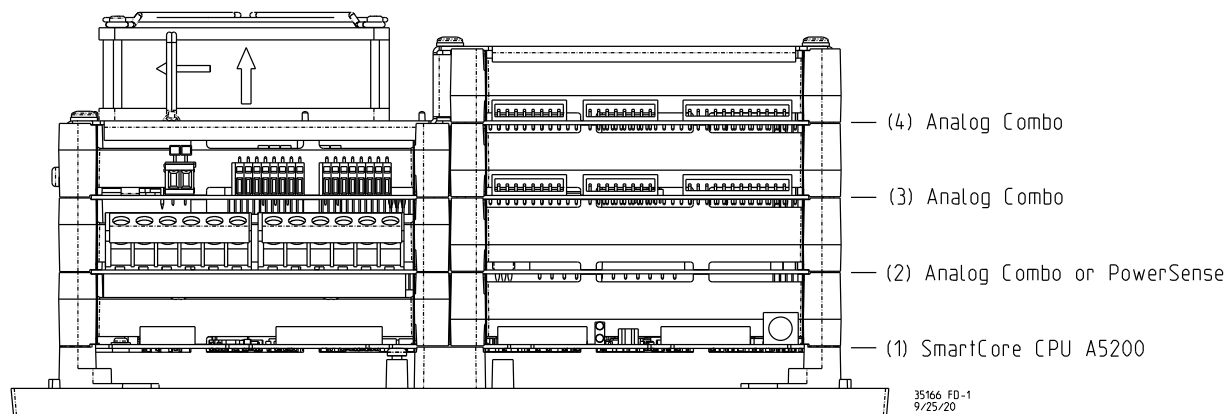 (4) Analog Combo
(3) Analog Combo
(2) Analog Combo or PowerSense
(1) SmartCore CPU A5200
35166 FD-1
9/25/20